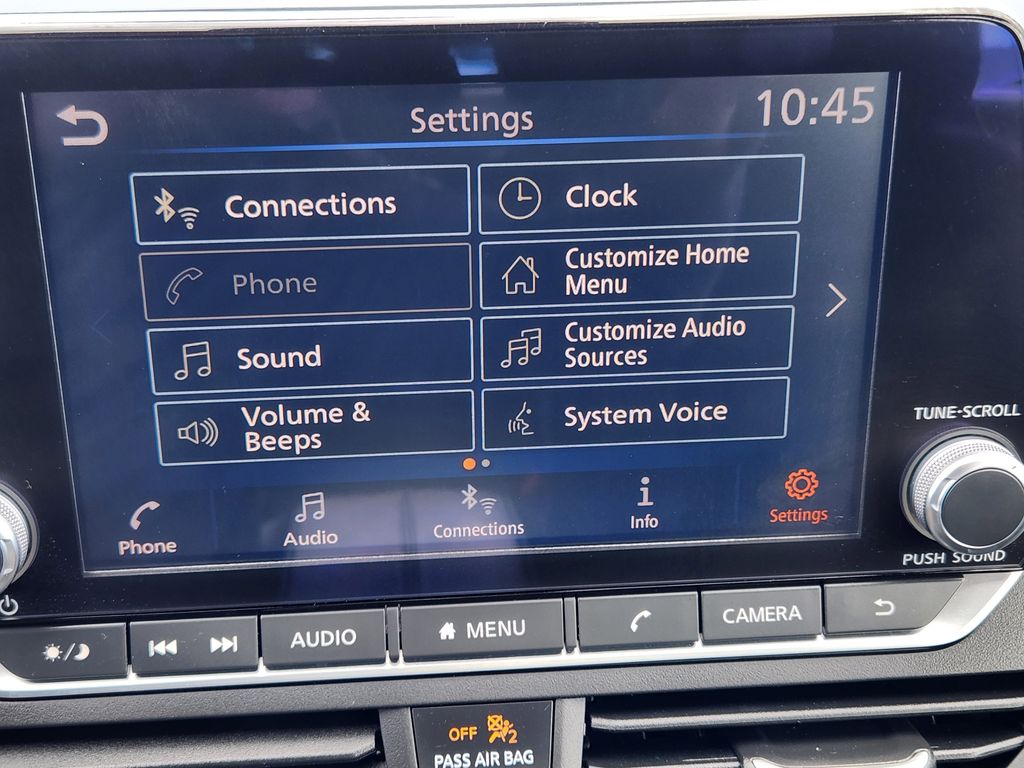 Settings
10:45
Connections
Clock
Phone
Customize Home
Menu
Sound
Customize Audio
Sources
Volume &
Beeps
System Voice
Phone
Audio
Connections
Info
Settings
TUNE•SCROLL
PUSH SOUND
AUDIO
MENU
CAMERA
OFF
2
PASS AIR BAG